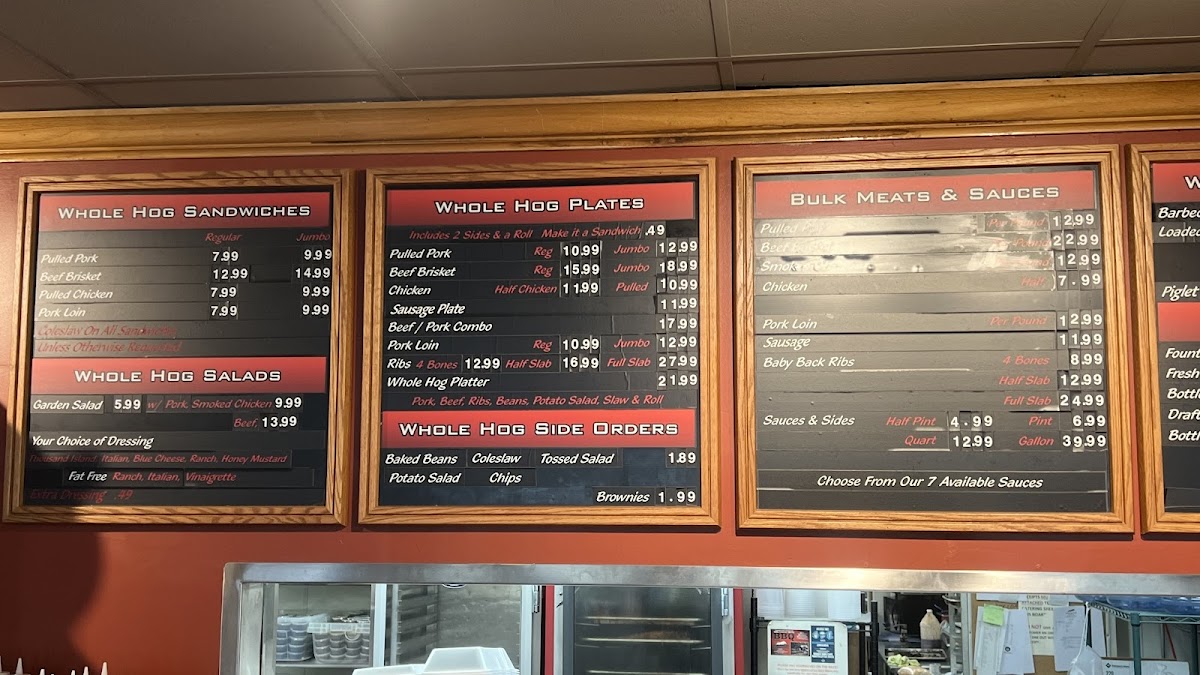 WHOLE HOG SANDWICHES
Regular Jumbo
Pulled Pork 7.99 9.99
Beef Brisket 12.99 14.99
Pulled Chicken 7.99 9.99
Pork Loin 7.99 9.99
Coleslaw On All Sandwiches
Unless Otherwise Requested
WHOLE HOG SALADS
Garden Salad 5.99 w/ Pork, Smoked Chicken 9.99
Beef, 13.99
Your Choice of Dressing
Thousand Island, Italian, Blue Cheese, Ranch, Honey Mustard
Fat Free Ranch, Italian, Vinaigrette
Extra Dressing .49
WHOLE HOG PLATES
Includes 2 Sides & a Roll Make it a Sandwich .49
Pulled Pork Reg 10.99 Jumbo 12.99
Beef Brisket Reg 15.99 Jumbo 18.99
Chicken Half Chicken 11.99 Pulled 10.99
Sausage Plate 11.99
Beef / Pork Combo 17.99
Pork Loin Reg 10.99 Jumbo 12.99
Ribs 4 Bones 12.99 Half Slab 16.99 Full Slab 27.99
Whole Hog Platter 21.99
Pork, Beef, Ribs, Beans, Potato Salad, Slaw & Roll
WHOLE HOG SIDE ORDERS
Baked Beans Coleslaw Tossed Salad 1.89
Potato Salad Chips
Brownies 1.99
BULK MEATS & SAUCES
Pulled Per Pound 12.99
Beef Pound 22.99
12.99
Chicken Half 7.99
Pork Loin Per Pound 12.99
Sausage 11.99
Baby Back Ribs 4 Bones 8.99
Half Slab 12.99
Full Slab 24.99
Sauces & Sides Half Pint 4.99 Pint 6.99
Quart 12.99 Gallon 39.99
Choose From Our 7 Available Sauces
W
Barbec
Loaded
Piglet
Fount
Fresh
Bottle
Draft
Bottl
BBQ